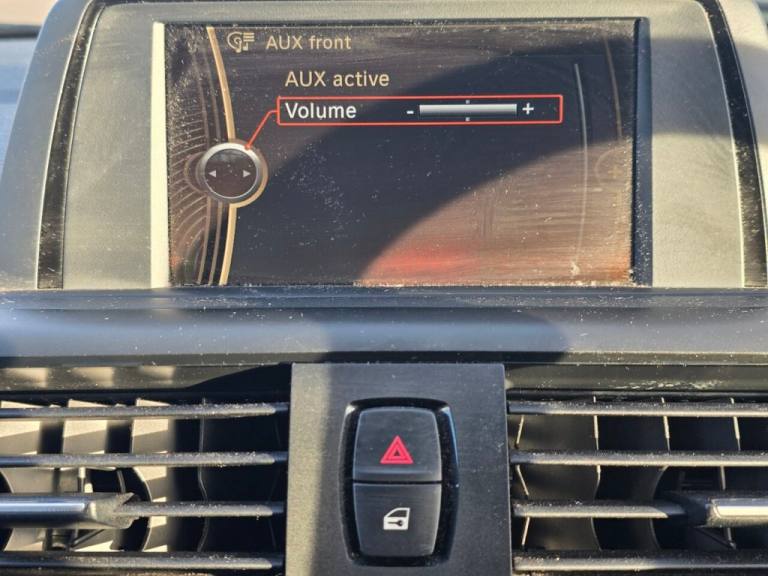 AUX front
AUX active
Volume - +